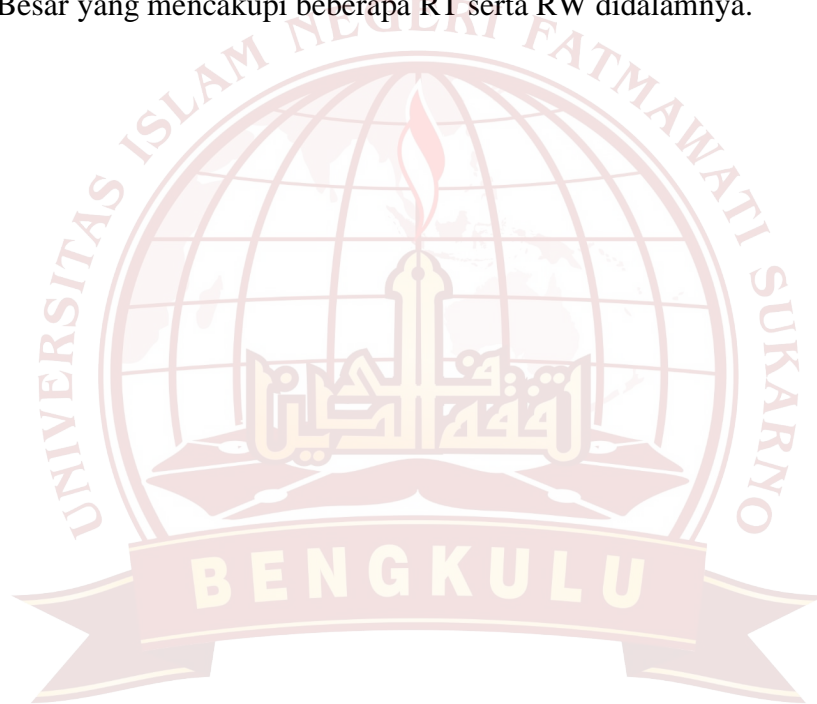 Besar yang mencakupi beberapa RT serta RW didalamnya.
UNIVERSITAS ISLAM NEGERI FATMAWATI SUKARNO
BENGKULU